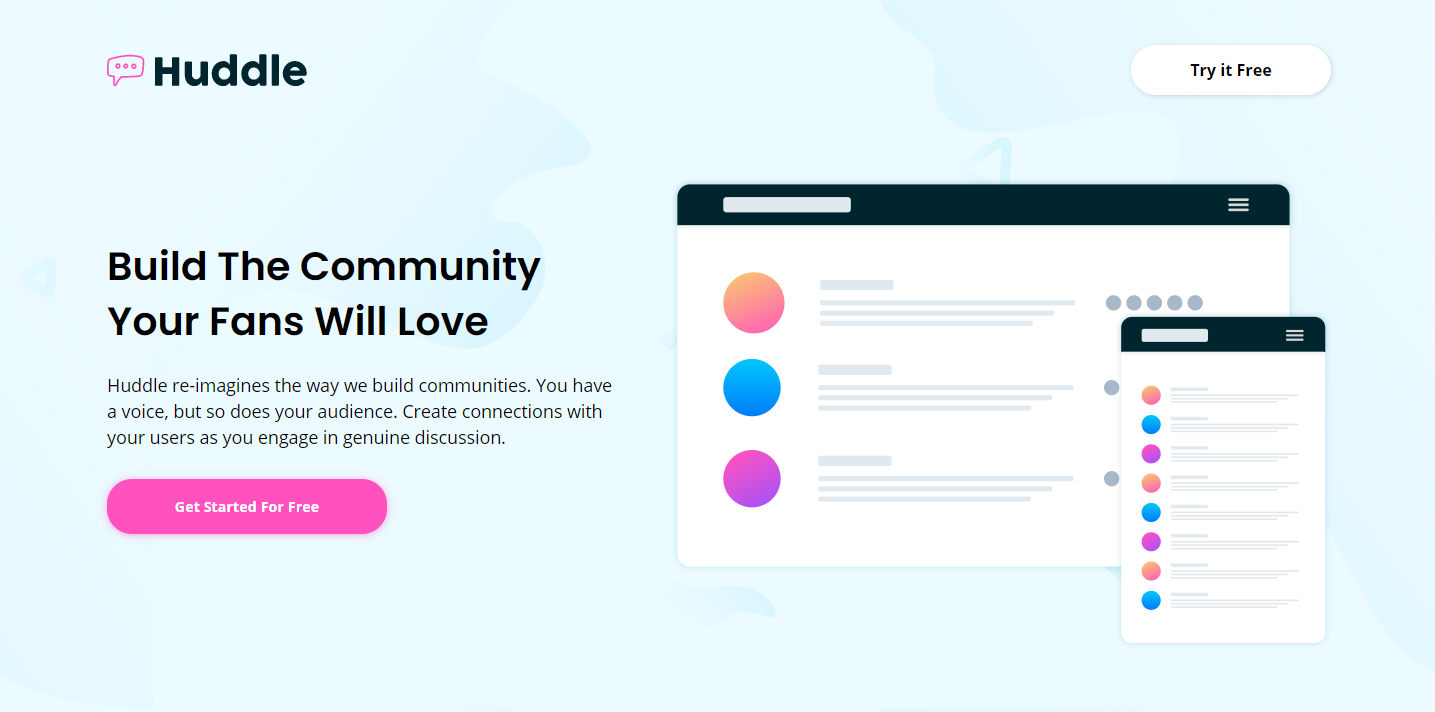 Huddle
Try it Free
Build The Community
Your Fans Will Love
Huddle re-imagines the way we build communities. You have
a voice, but so does your audience. Create connections with
your users as you engage in genuine discussion.
Get Started For Free